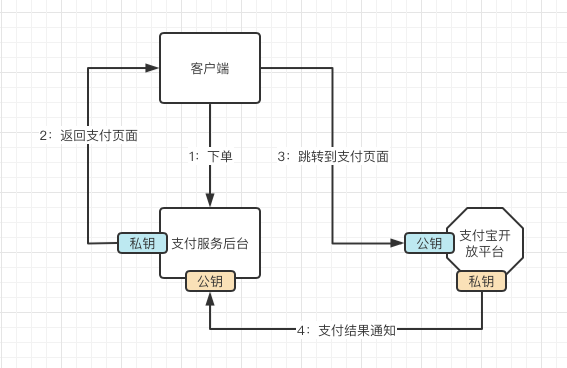 客户端
2：返回支付页面
1：下单
3：跳转到支付页面
私钥
支付服务后台
公钥
支付宝开
放平台
公钥
私钥
4：支付结果通知